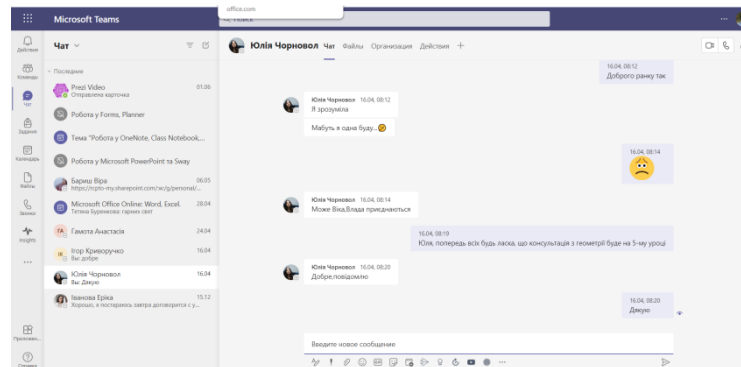 office.com
Microsoft Teams
Поиск
Действия
Команды
Чат
Задания
Календарь
Файлы
Звонки
Insights
Приложен...
Справка
Чат
Последние
Prezi Video 01.06
Отправлена карточка
Робота у Forms, Planner
Тема "Робота у OneNote, Class Notebook,...
Робота у Microsoft PowerPoint та Sway
Бариш Віра 06.05
https://rcpto-my.sharepoint.com/:w:/g/personal/...
Microsoft Office Online: Word, Excel. 28.04
Тетяна Буренкова: гарних свят
ГА Гамота Анастасія 24.04
Ігор Криворучко 16.04
Вы: добре
Юлія Чорновол 16.04
Вы: Дякую
Іванова Еріка 15.12
Хорошо, я постараюсь завтра договорится с у...
Юлія Чорновол Чат Файлы Организация Действия +
16.04, 08:12
Доброго ранку так
Юлія Чорновол 16.04, 08:12
Я зрозуміла
Мабуть я одна буду...
16.04, 08:14
Юлія Чорновол 16.04, 08:14
Може Віка,Влада приєднаються
16.04, 08:19
Юля, попередь всіх будь ласка, що консультація з геометрії буде на 5-му уроці
Юлія Чорновол 16.04, 08:20
Добре,повідомлю
16.04, 08:20
Дякую
Введите новое сообщение